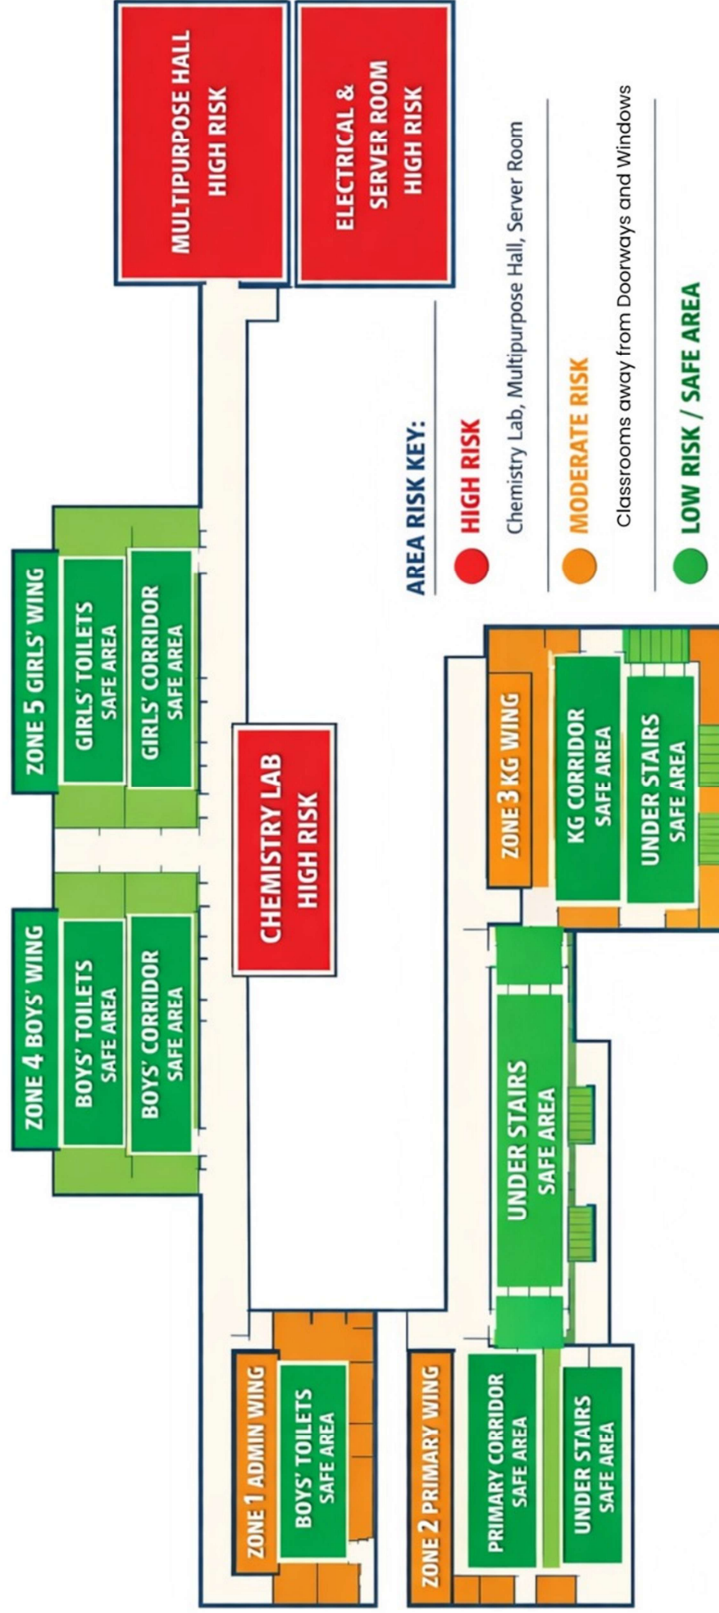 ZONE 4 BOYS' WING
BOYS' TOILETS
SAFE AREA
BOYS' CORRIDOR
SAFE AREA
ZONE 5 GIRLS' WING
GIRLS' TOILETS
SAFE AREA
GIRLS' CORRIDOR
SAFE AREA
MULTIPURPOSE HALL
HIGH RISK
ELECTRICAL &
SERVER ROOM
HIGH RISK
CHEMISTRY LAB
HIGH RISK
ZONE 1 ADMIN WING
BOYS' TOILETS
SAFE AREA
ZONE 2 PRIMARY WING
PRIMARY CORRIDOR
SAFE AREA
UNDER STAIRS
SAFE AREA
UNDER STAIRS
SAFE AREA
ZONE 3 KG WING
KG CORRIDOR
SAFE AREA
UNDER STAIRS
SAFE AREA
AREA RISK KEY:
HIGH RISK
Chemistry Lab, Multipurpose Hall, Server Room
MODERATE RISK
Classrooms away from Doorways and Windows
LOW RISK / SAFE AREA